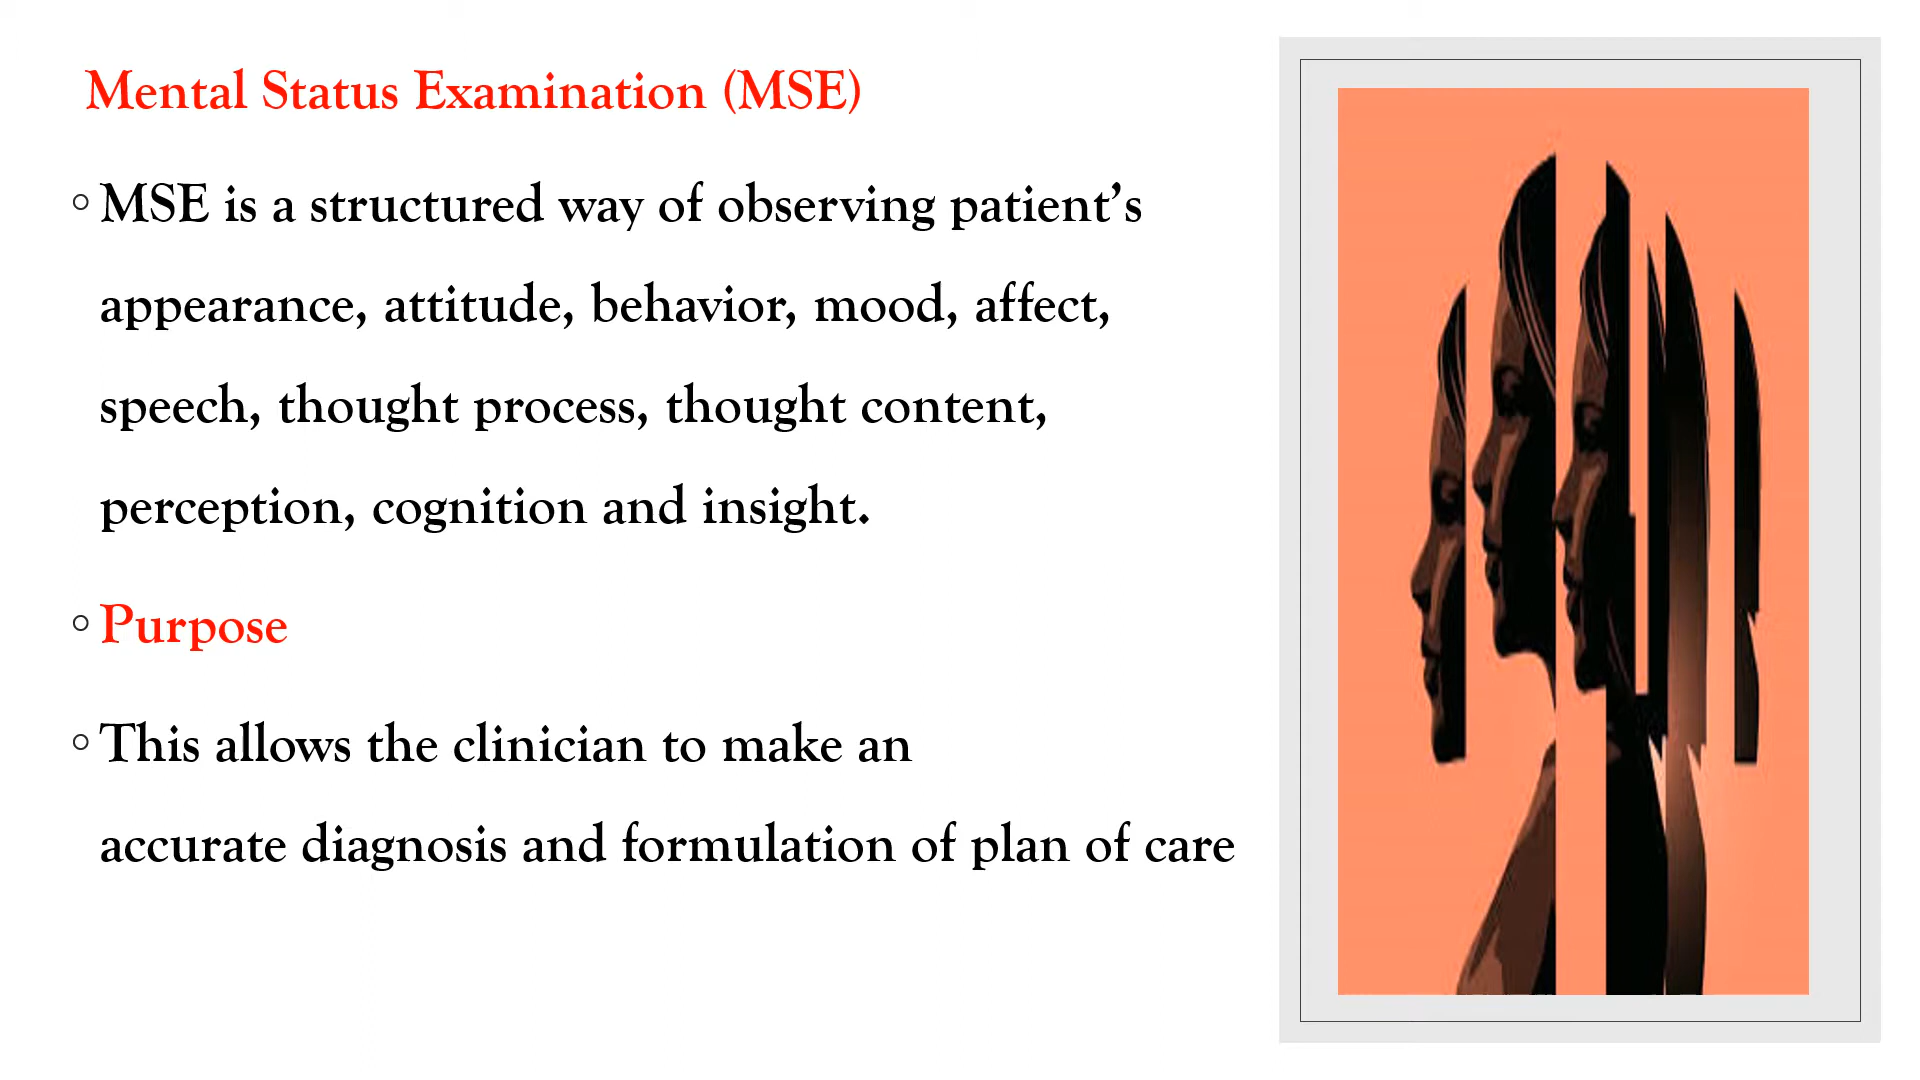 Mental Status Examination (MSE)
◦ MSE is a structured way of observing patient’s
appearance, attitude, behavior, mood, affect,
speech, thought process, thought content,
perception, cognition and insight.
◦ Purpose
◦ This allows the clinician to make an
accurate diagnosis and formulation of plan of care